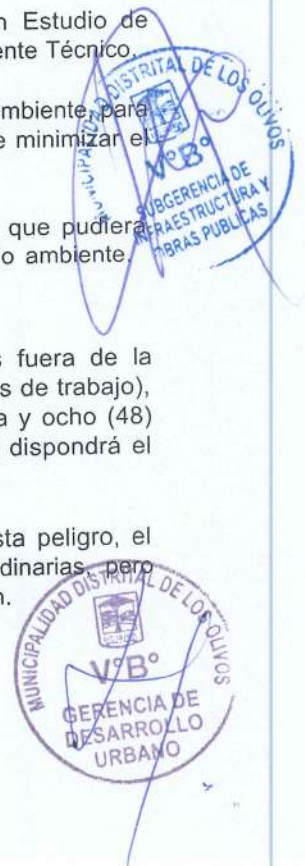 n Estudio de
ente Técnico.
mbiente para
e minimizar el
que pudiera
o ambiente.
s fuera de la
s de trabajo),
a y ocho (48)
dispondrá el
sta peligro, el
dinarias, pero
n.
MUNICIPALIDAD DISTRITAL DE LOS OLIVOS
V°B°
SUBGERENCIA DE
INFRAESTRUCTURA Y
OBRAS PUBLICAS
MUNICIPALIDAD DISTRITAL DE LOS OLIVOS
V°B°
GERENCIA DE
DESARROLLO
URBANO